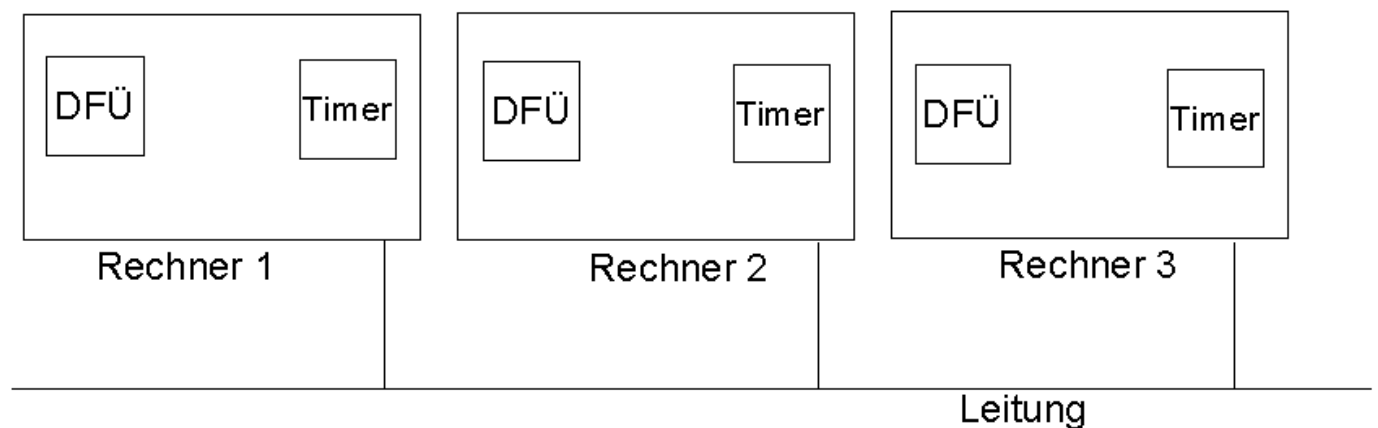 DFÜ
Timer
DFÜ
Timer
DFÜ
Timer
Rechner 1
Rechner 2
Rechner 3
Leitung